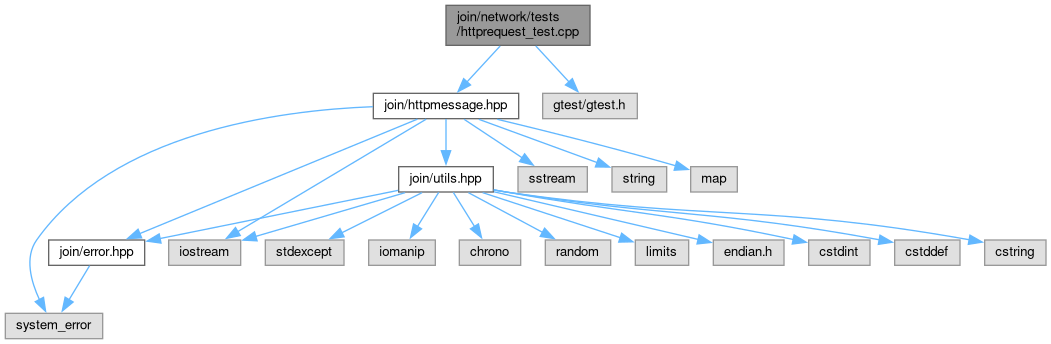 join/network/tests
/httprequest_test.cpp
join/httpmessage.hpp
gtest/gtest.h
join/utils.hpp
sstream
string
map
join/error.hpp
iostream
stdexcept
iomanip
chrono
random
limits
endian.h
cstdint
cstddef
cstring
system_error